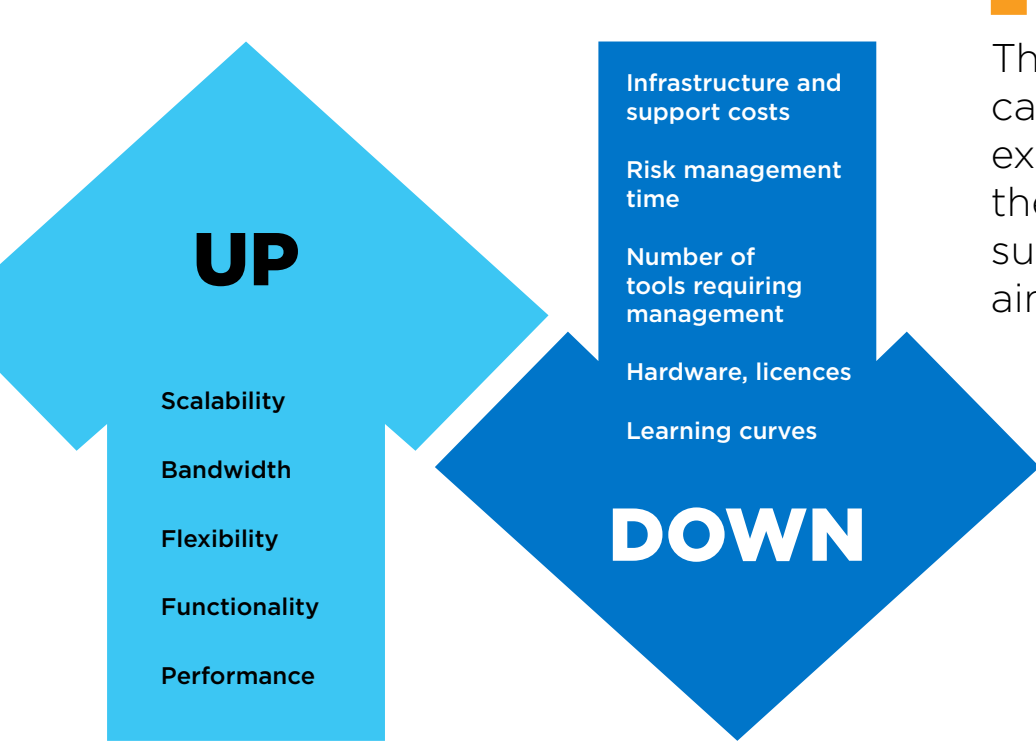 UP
Scalability
Bandwidth
Flexibility
Functionality
Performance
Infrastructure and
support costs
Risk management
time
Number of
tools requiring
management
Hardware, licences
Learning curves
DOWN